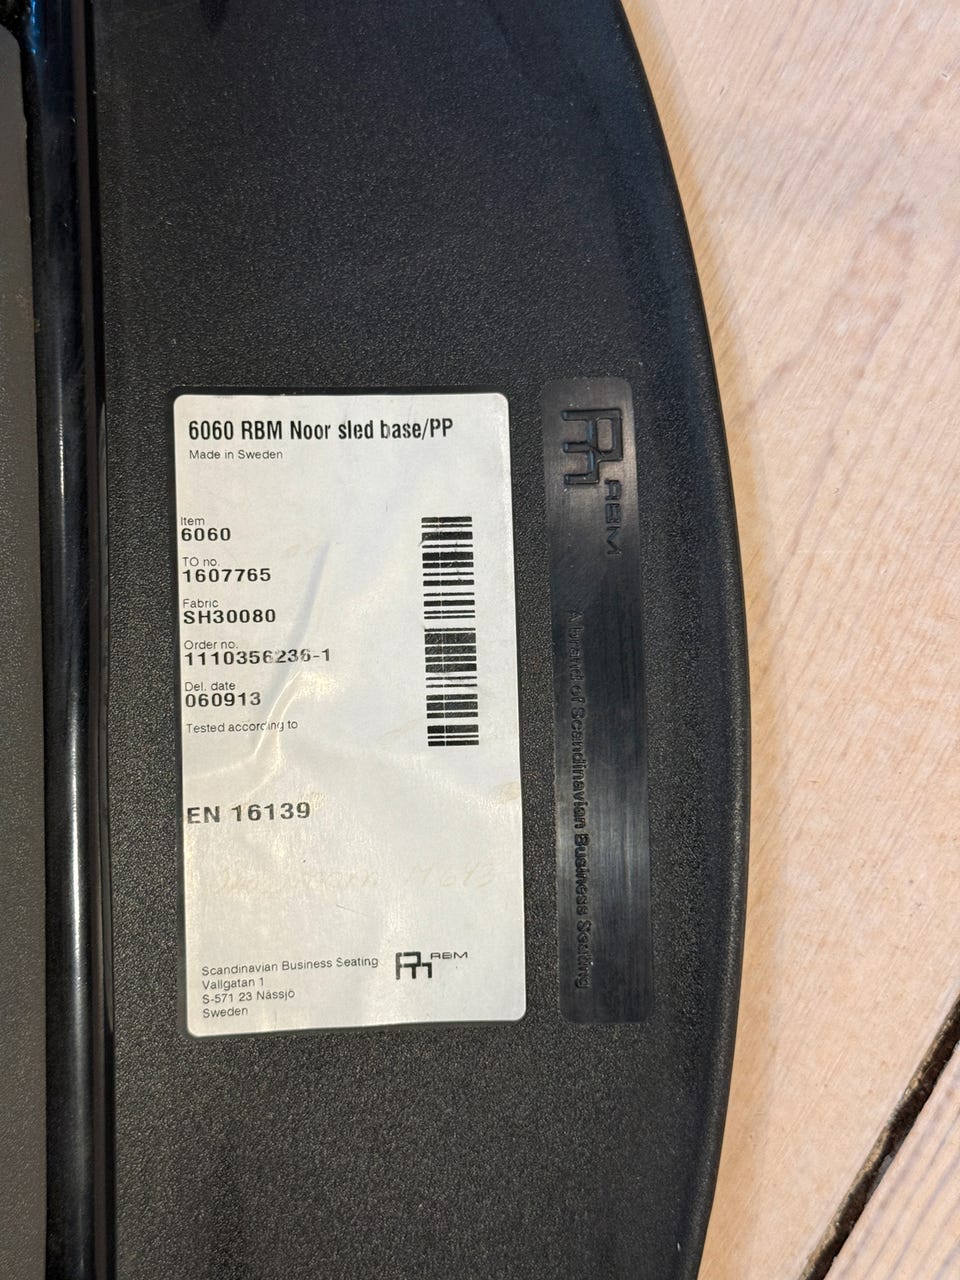 6060 RBM Noor sled base/PP
Made in Sweden
Item
6060
TO no.
1607765
Fabric
SH30080
Order no.
1110356236-1
Del. date
060913
Tested according to
EN 16139
Scandinavian Business Seating
Vallgatan 1
S-571 23 Nässjö
Sweden
RBM
RBM
A brand of Scandinavian Business Seating